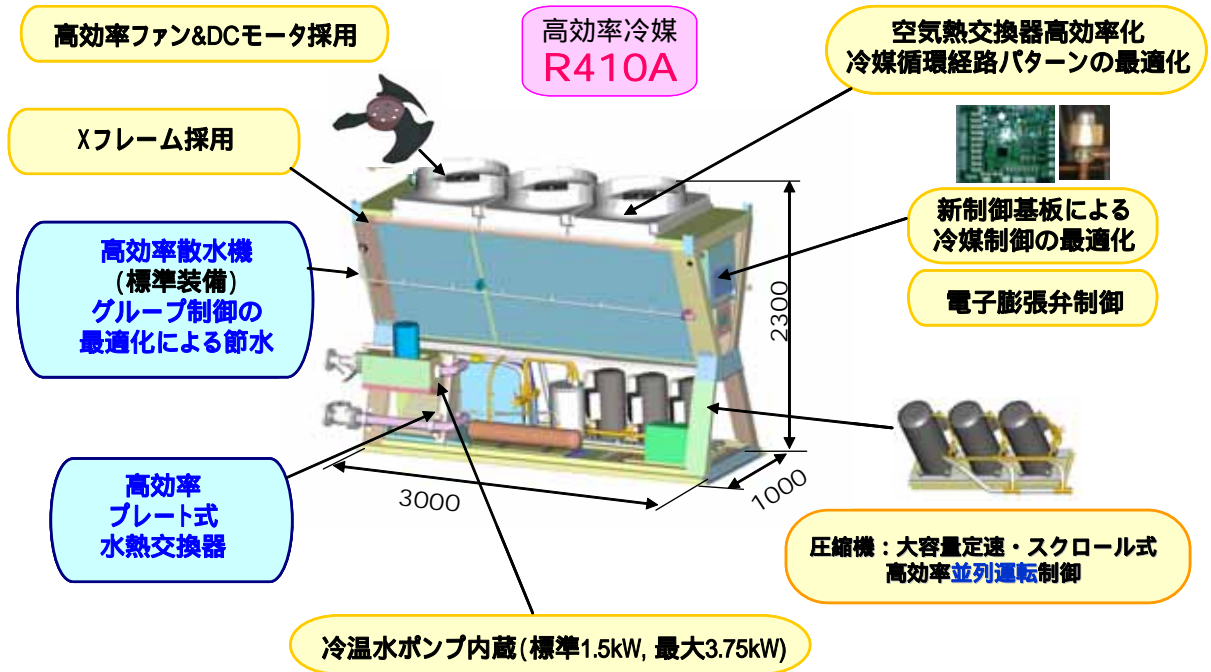 高効率ファン&DCモータ採用
高効率冷媒
R410A
空気熱交換器高効率化
冷媒循環経路パターンの最適化
Xフレーム採用
新制御基板による
冷媒制御の最適化
高効率散水機
(標準装備)
グループ制御の
最適化による節水
電子膨張弁制御
2300
3000
1000
高効率
プレート式
水熱交換器
圧縮機：大容量定速・スクロール式
高効率並列運転制御
冷温水ポンプ内蔵(標準1.5kW, 最大3.75kW)